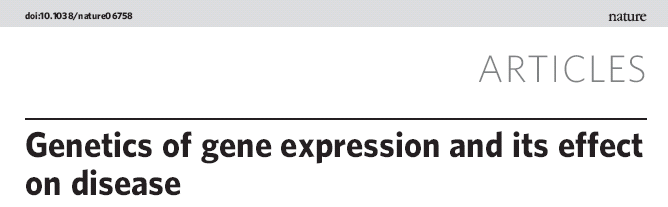 doi:10.1038/nature06758
nature
ARTICLES
Genetics of gene expression and its effect
on disease